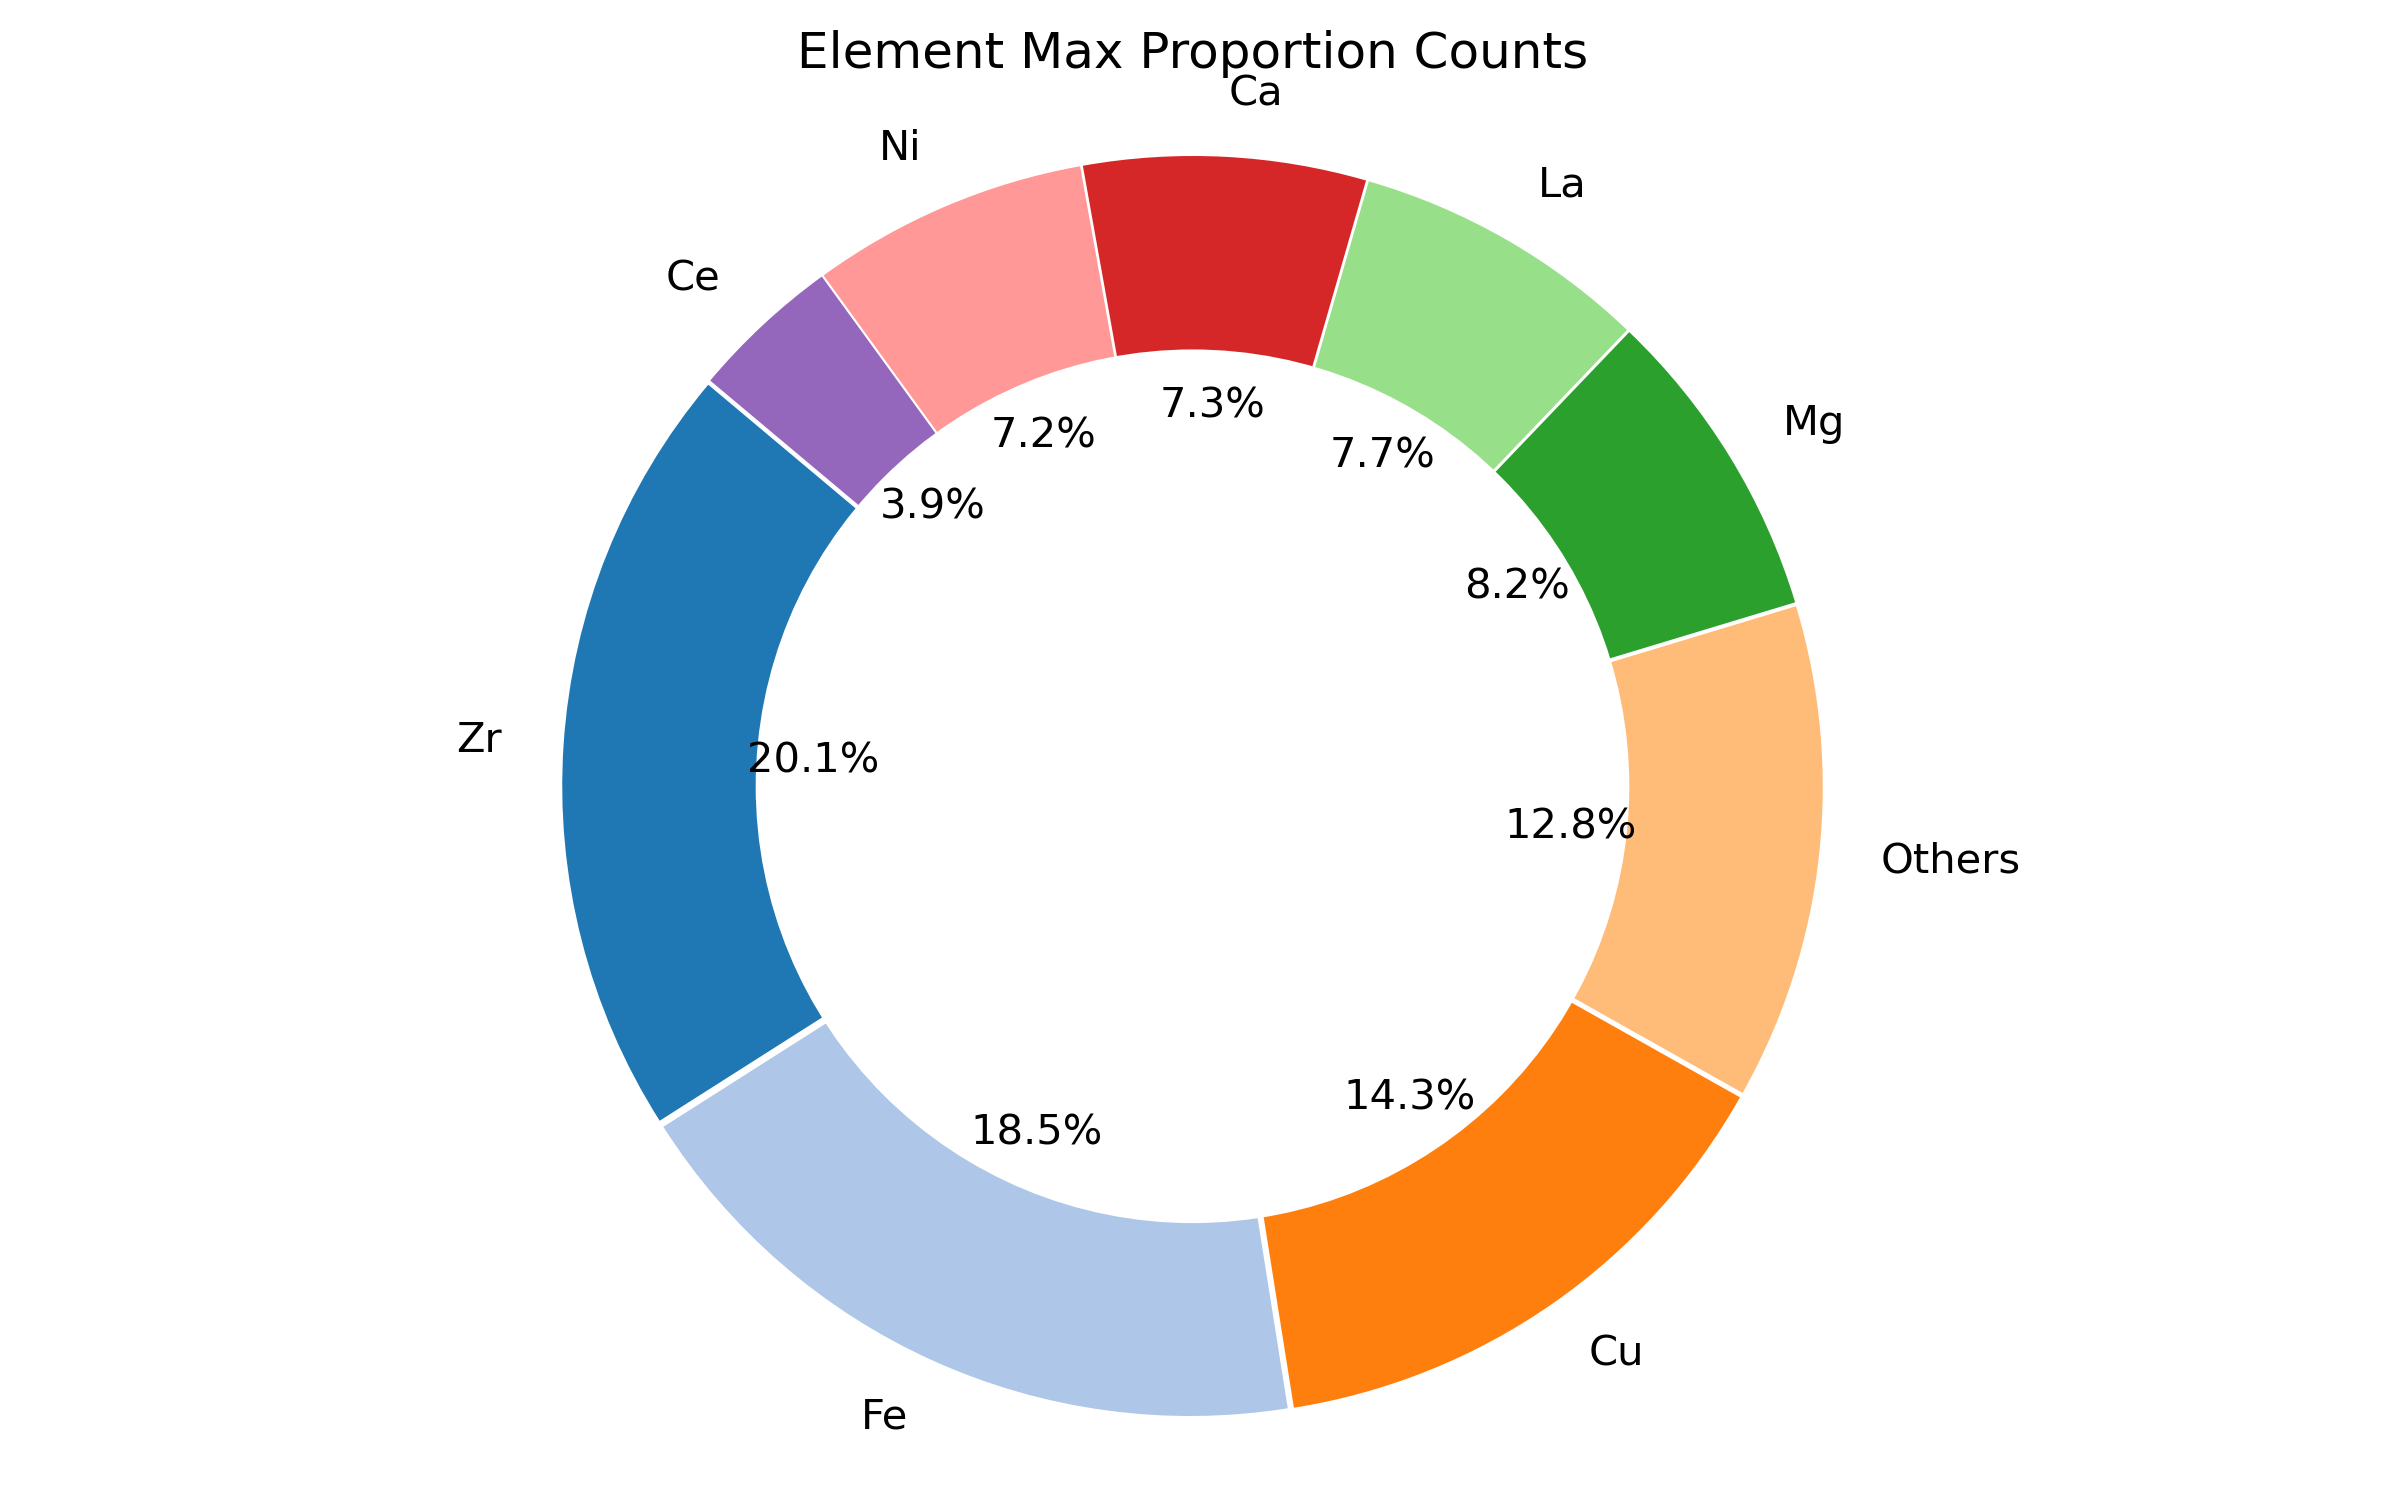 Element Max Proportion Counts
Ca
Ni
La
Ce
7.3%
Mg
7.2%
7.7%
3.9%
8.2%
Zr
20.1%
12.8%
Others
14.3%
18.5%
Cu
Fe